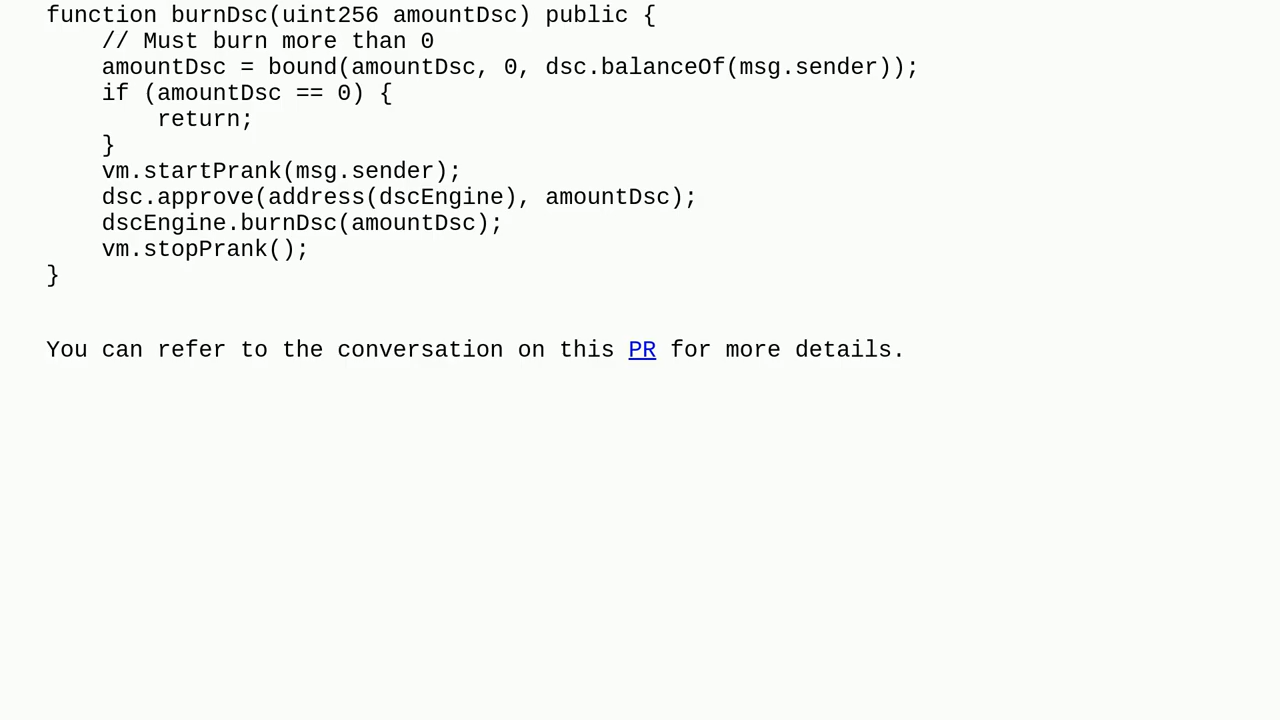 function burnDsc(uint256 amountDsc) public {
    // Must burn more than 0
    amountDsc = bound(amountDsc, 0, dsc.balanceOf(msg.sender));
    if (amountDsc == 0) {
        return;
    }
    vm.startPrank(msg.sender);
    dsc.approve(address(dscEngine), amountDsc);
    dscEngine.burnDsc(amountDsc);
    vm.stopPrank();
}
You can refer to the conversation on this PR for more details.